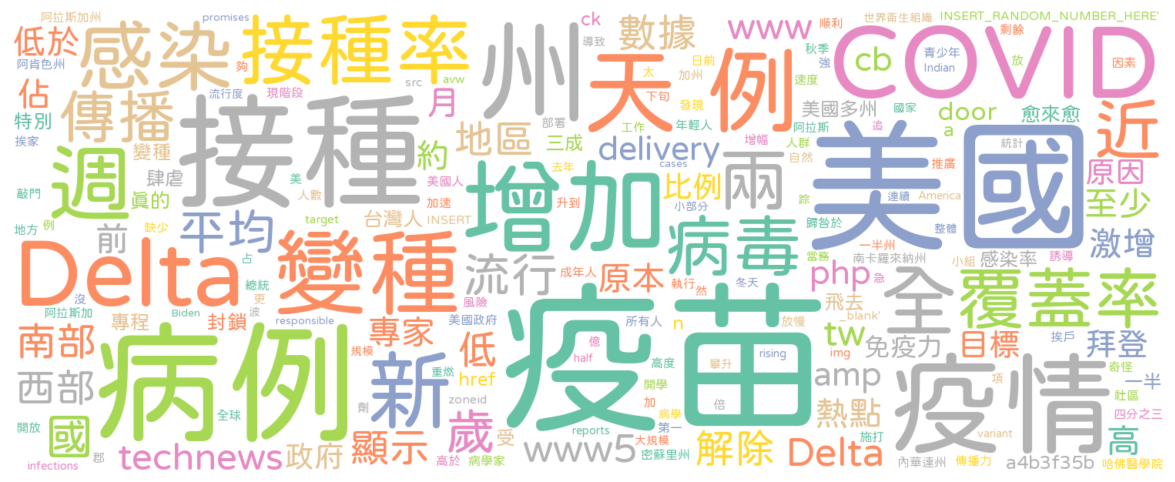 阿拉斯加州
promises
ck
www
順利
世界衛生組織
INSERT_RANDOM_NUMBER_HERE'
低於
感染
接種率
導致
州
數據
秋季
強
COVID
剩餘
青少年
Indian
放
因素
阿肯色州
夠
src
avw
太
日前
加州
速度
cb
天
例
佔
傳播
流行度
現階段
月
下旬
發現
美國多州
國家
door
愈來愈
近
特別
接種
部署
工作
年輕人
增幅
阿拉斯
追
a
挨家
變種
地區
三成
delivery
人群
自然
美
國
統計
週
肆虐
約
cases
兩
推廣
原因
敲門
真的
美
美國人
增加
去年
比例
連續
America
至少
人數
加速
升到
小部分
踪
地方
例
缺少
target
台灣人
INSERT
病毒
歸咎於
整體
激增
前
平均
占
流行
一半州
南卡羅來納州
感染率
誘導
Delta
變種
成年人
原本
執行
然
冬天
當務
php
小組
急
全
覆蓋率
沒
總統
更
風險
疫苗
所有人
飛去
阿拉斯加
Biden
波
美國政府
n
放慢
_blank'
挨戶
專程
封鎖
responsible
億
高度
tw
免疫力
目標
拜登
南部
病例
專家
低
half
攀升
rising
img
疫情
奇怪
規模
新
href
開學
amp
項
一半
西部
重燃
zoneid
加
倍
社區
全球
劑
歲
病學
熱點
四分之三
開放
國
顯示
受
reports
第一
施打
高
infections
郡
technews
政府
高於
病學家
www5
大規模
密蘇里州
解除
Delta
內華達州
傳播力
variant
a4b3f35b
哈佛醫學院